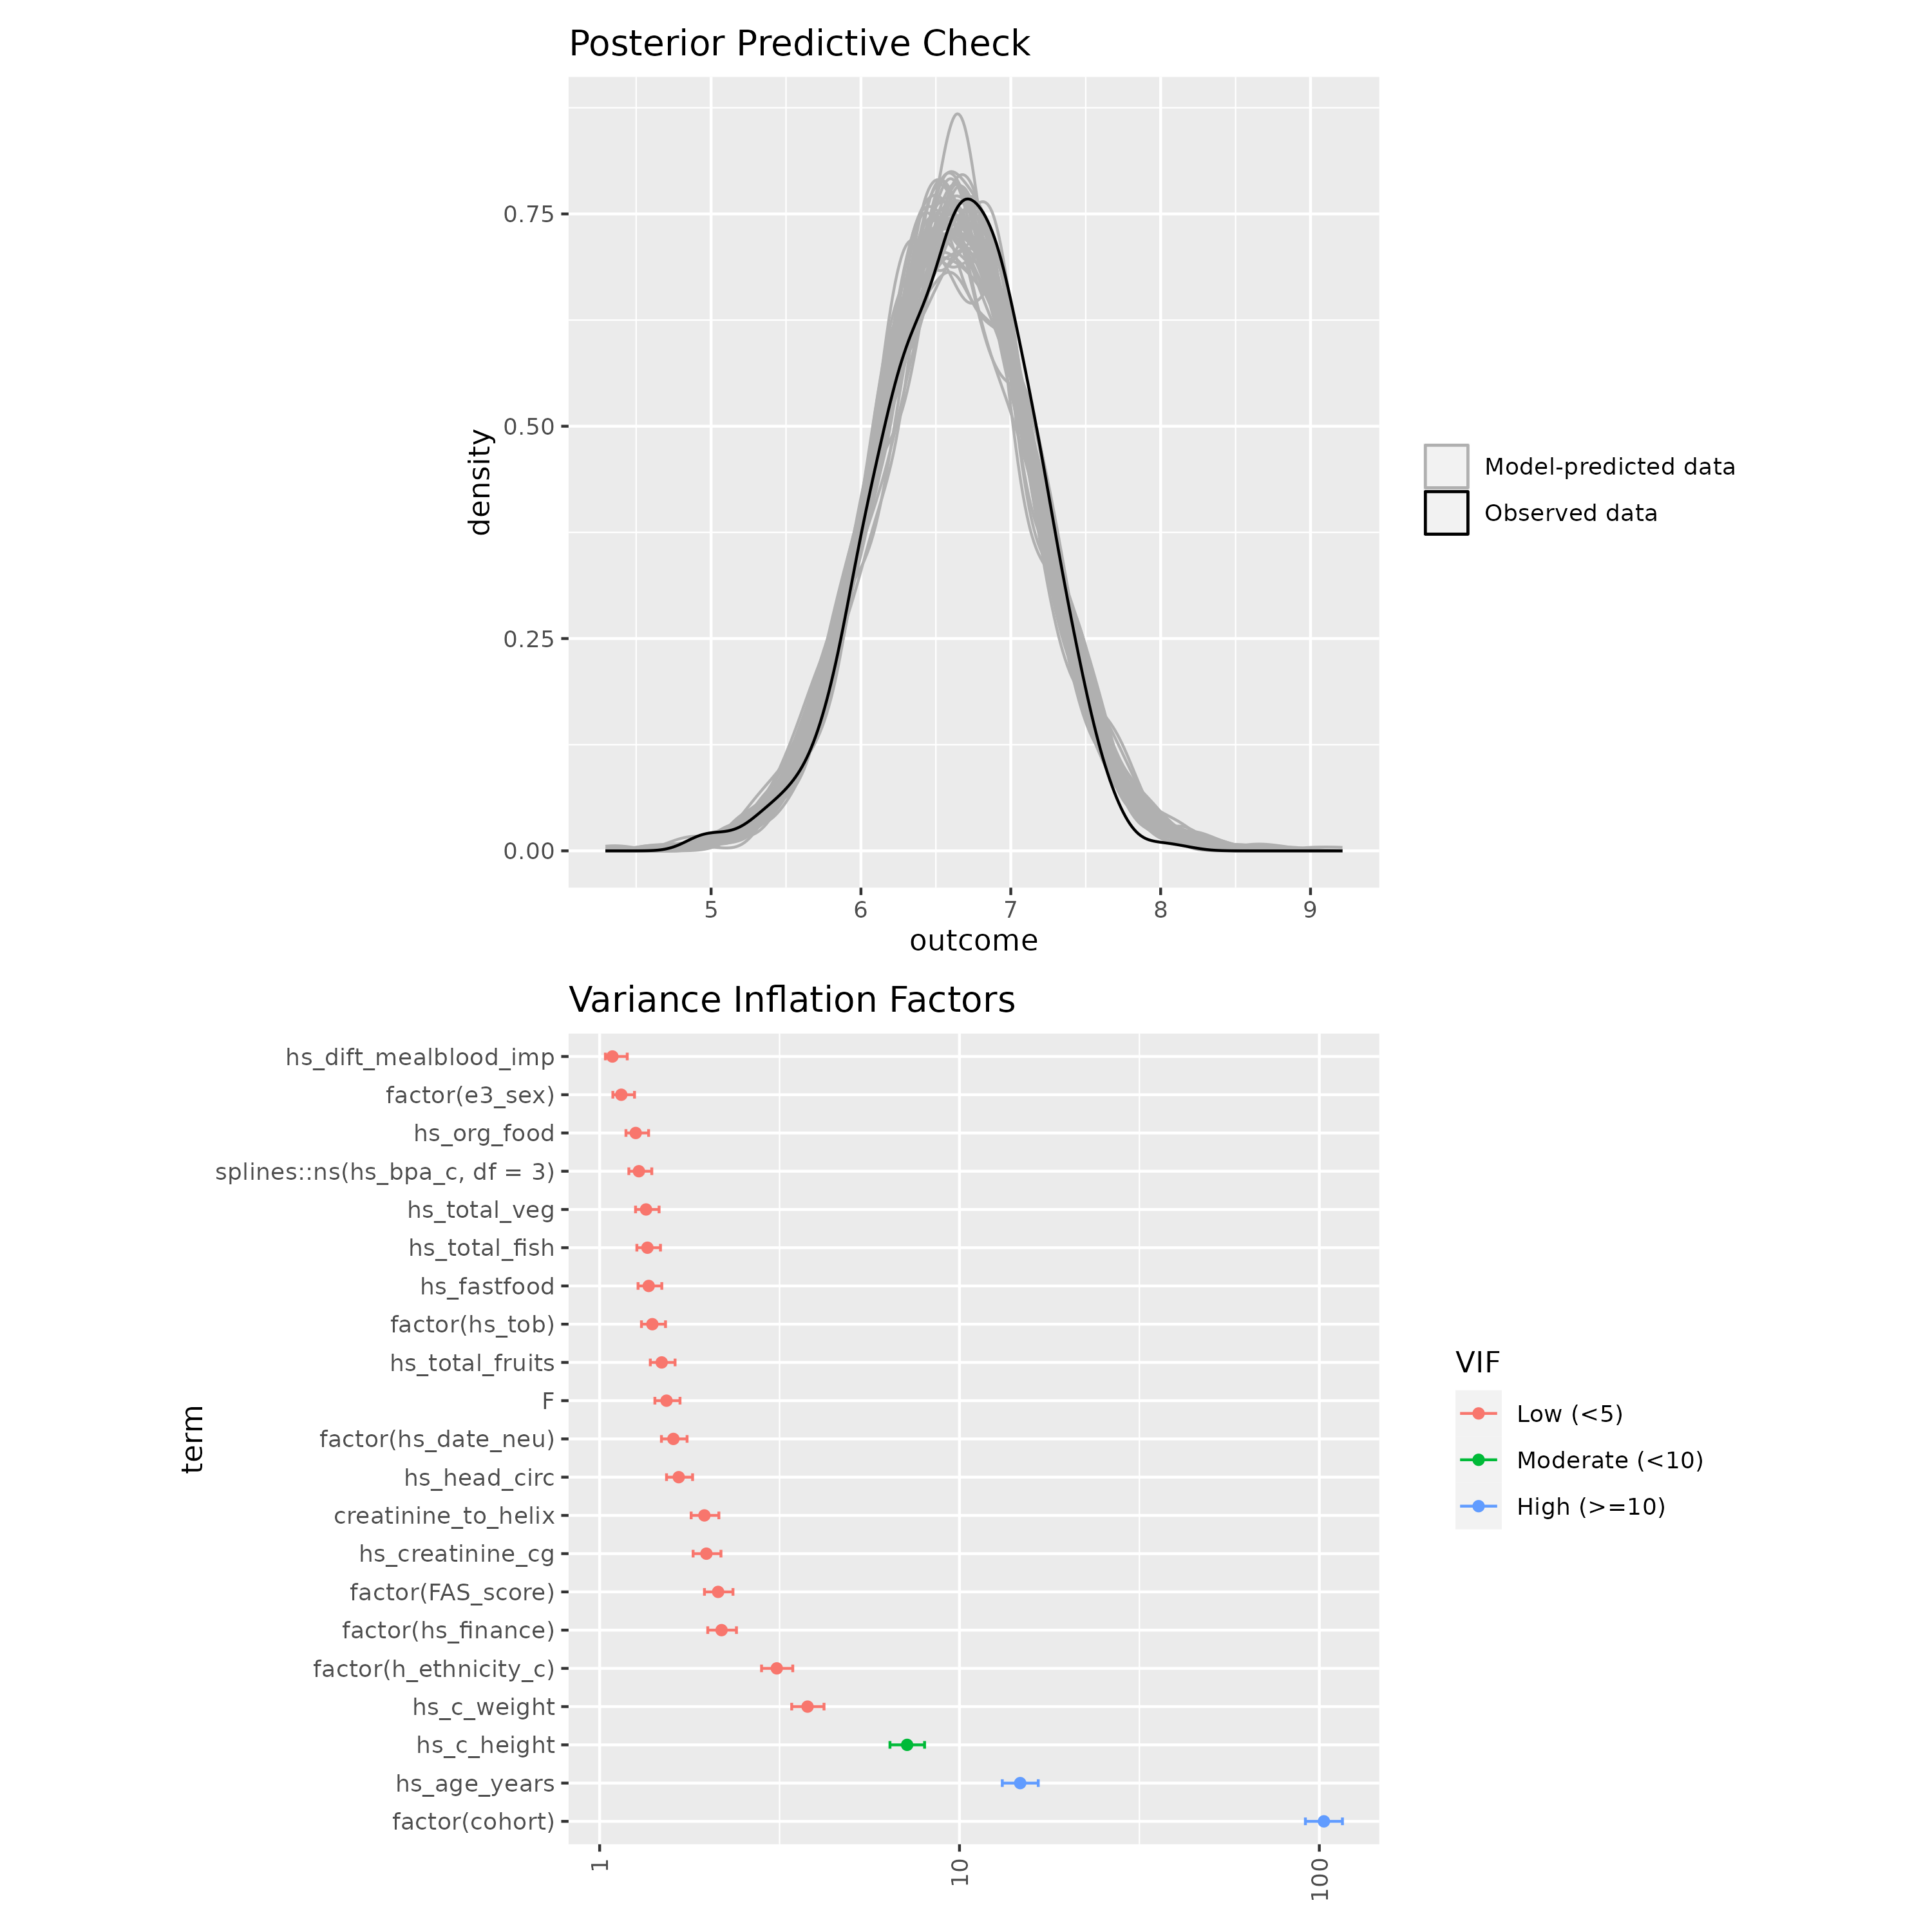 Posterior Predictive Check
density
0.75
0.50
0.25
0.00
5 6 7 8 9
outcome
Model-predicted data
Observed data
Variance Inflation Factors
term
hs_dift_mealblood_imp
factor(e3_sex)
hs_org_food
splines::ns(hs_bpa_c, df = 3)
hs_total_veg
hs_total_fish
hs_fastfood
factor(hs_tob)
hs_total_fruits
F
factor(hs_date_neu)
hs_head_circ
creatinine_to_helix
hs_creatinine_cg
factor(FAS_score)
factor(hs_finance)
factor(h_ethnicity_c)
hs_c_weight
hs_c_height
hs_age_years
factor(cohort)
1 10 100
VIF
Low (<5)
Moderate (<10)
High (>=10)